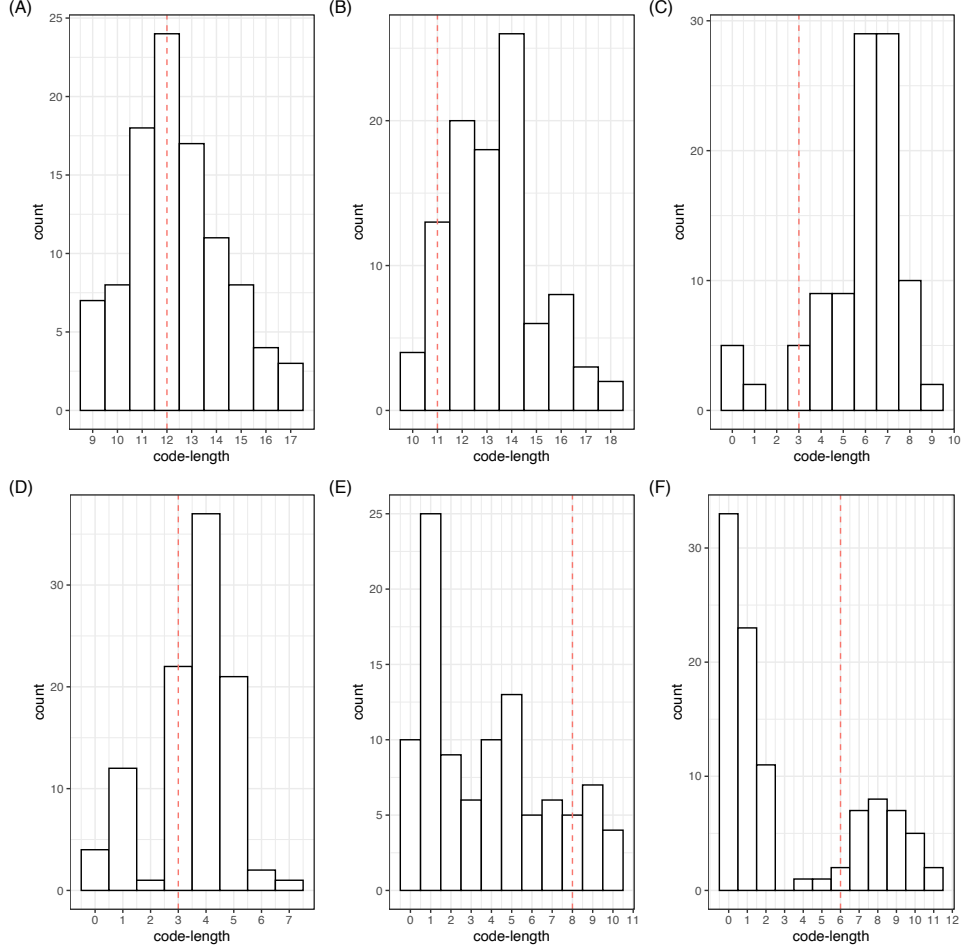 (A)
25
20
15
10
5
0
count
9 10 11 12 13 14 15 16 17
code-length
(B)
20
10
0
count
10 11 12 13 14 15 16 17 18
code-length
(C)
30
20
10
0
count
0 1 2 3 4 5 6 7 8 9 10
code-length
(D)
30
20
10
0
count
0 1 2 3 4 5 6 7
code-length
(E)
25
20
15
10
5
0
count
0 1 2 3 4 5 6 7 8 9 10 11
code-length
(F)
30
20
10
0
count
0 1 2 3 4 5 6 7 8 9 10 11 12
code-length